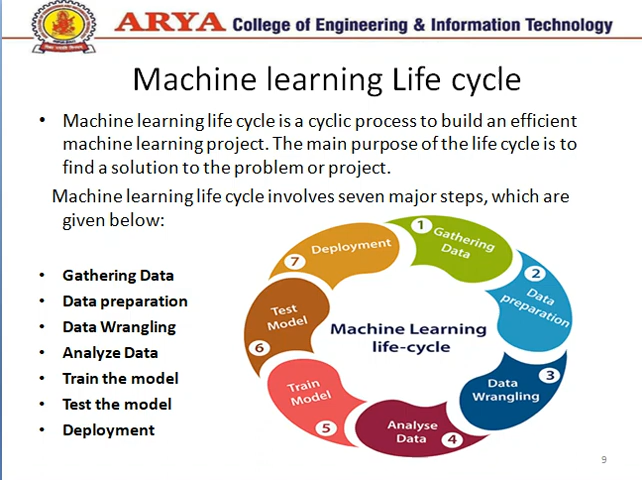 ARYA College of Engineering & Information Technology
Machine learning Life cycle
• Machine learning life cycle is a cyclic process to build an efficient
machine learning project. The main purpose of the life cycle is to
find a solution to the problem or project.
Machine learning life cycle involves seven major steps, which are
given below:
• Gathering Data
• Data preparation
• Data Wrangling
• Analyze Data
• Train the model
• Test the model
• Deployment
1
Gathering
Data
2
Data
preparation
3
Data
Wrangling
4
Analyse
Data
5
Train
Model
6
Test
Model
7
Deployment
Machine Learning
life-cycle
9